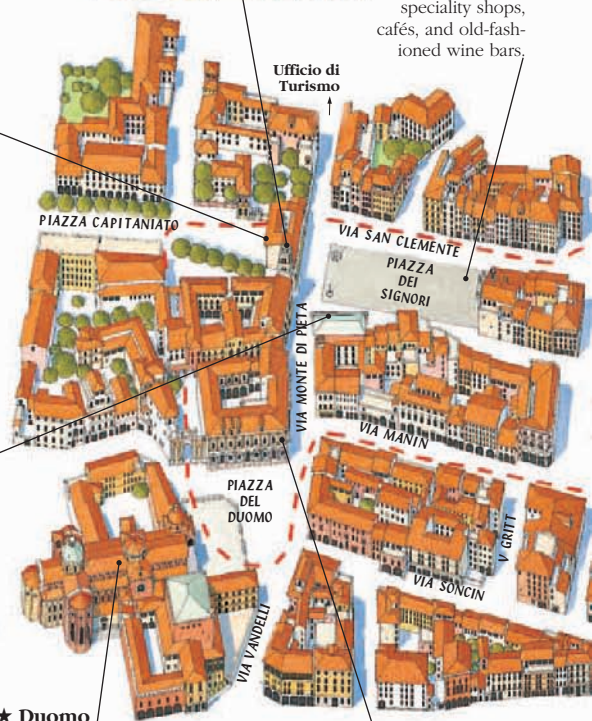 speciality shops,
cafés, and old-fash-
ioned wine bars.
Ufficio di
Turismo
PIAZZA CAPITANIATO
VIA SAN CLEMENTE
PIAZZA
DEI
SIGNORI
VIA MONTE DI PIETA
VIA MANIN
PIAZZA
DEL
DUOMO
V GRITT
VIA SONCIN
VIA VANDELLI
★ Duomo